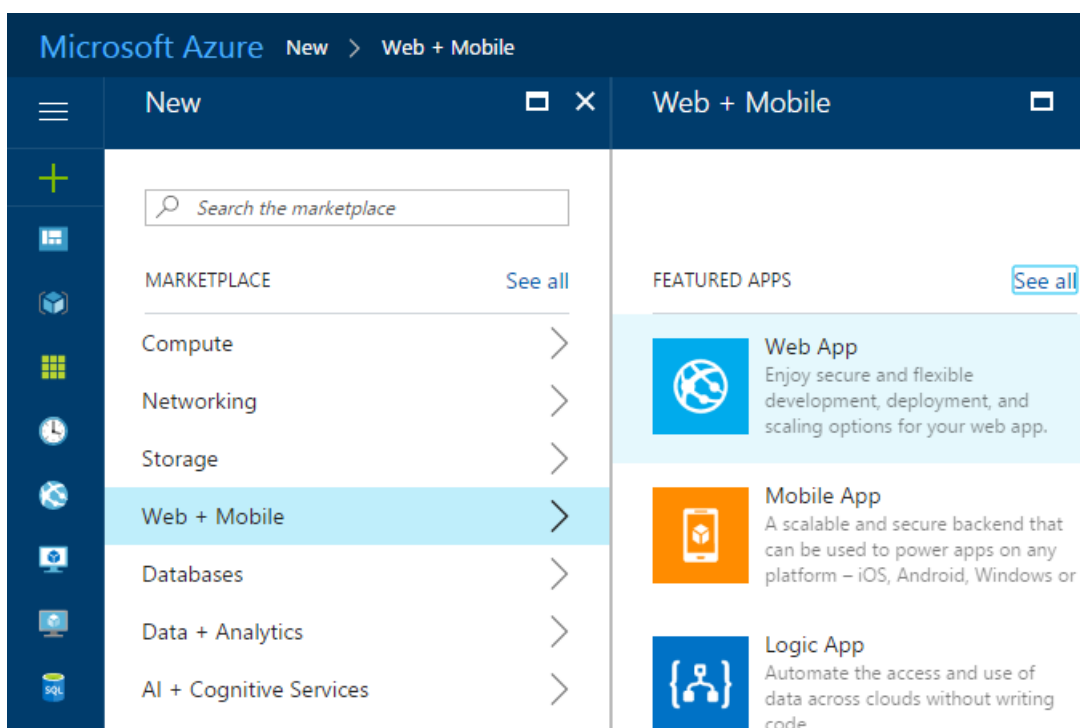 Microsoft Azure New > Web + Mobile
New
Web + Mobile
Search the marketplace
MARKETPLACE See all
Compute
Networking
Storage
Web + Mobile
Databases
Data + Analytics
AI + Cognitive Services
FEATURED APPS See all
Web App
Enjoy secure and flexible
development, deployment, and
scaling options for your web app.
Mobile App
A scalable and secure backend that
can be used to power apps on any
platform – iOS, Android, Windows or
Logic App
Automate the access and use of
data across clouds without writing
code
SQL